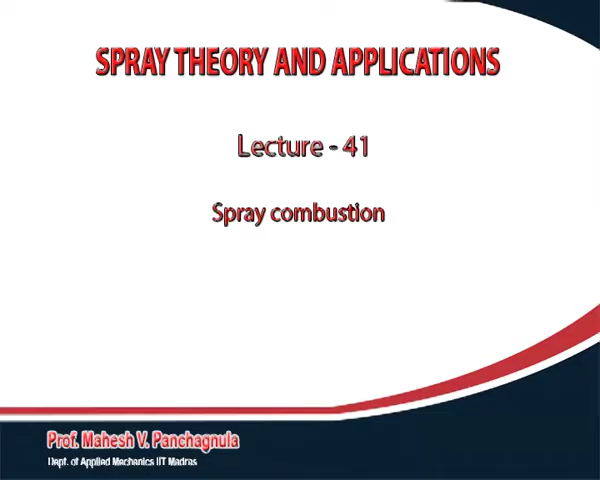 SPRAY THEORY AND APPLICATIONS
Lecture - 41
Spray combustion
Prof. Mahesh V. Panchagnula
Dept. of Applied Mechanics IIT Madras